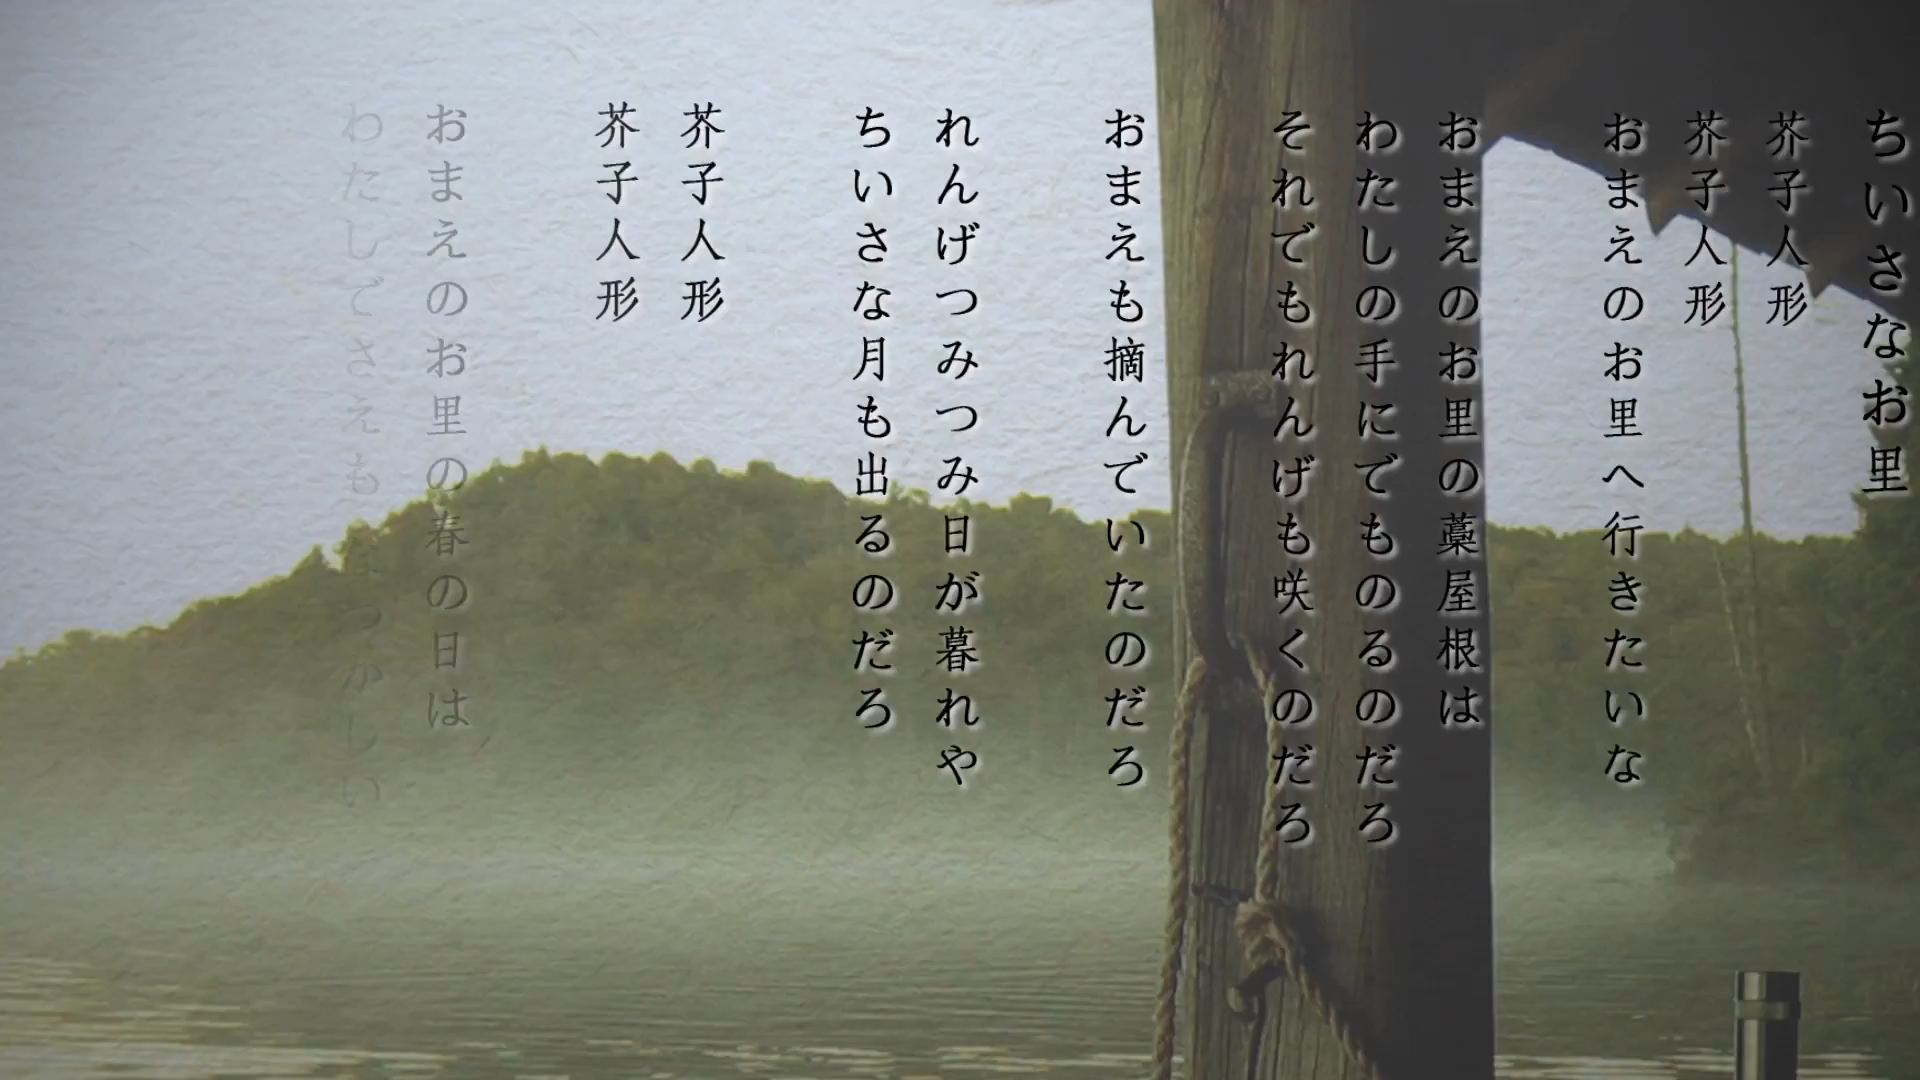 ちいさなお里
芥子人形
芥子人形
おまえのお里へ行きたいな
おまえのお里の藁屋根は
わたしの手にでものるのだろ
それでもれんげも咲くのだろ
おまえも摘んでいたのだろ
れんげつみつみ日が暮れや
ちいさな月も出るのだろ
芥子人形
芥子人形
おまえのお里の春の日は
わたしでさえもなつかしい